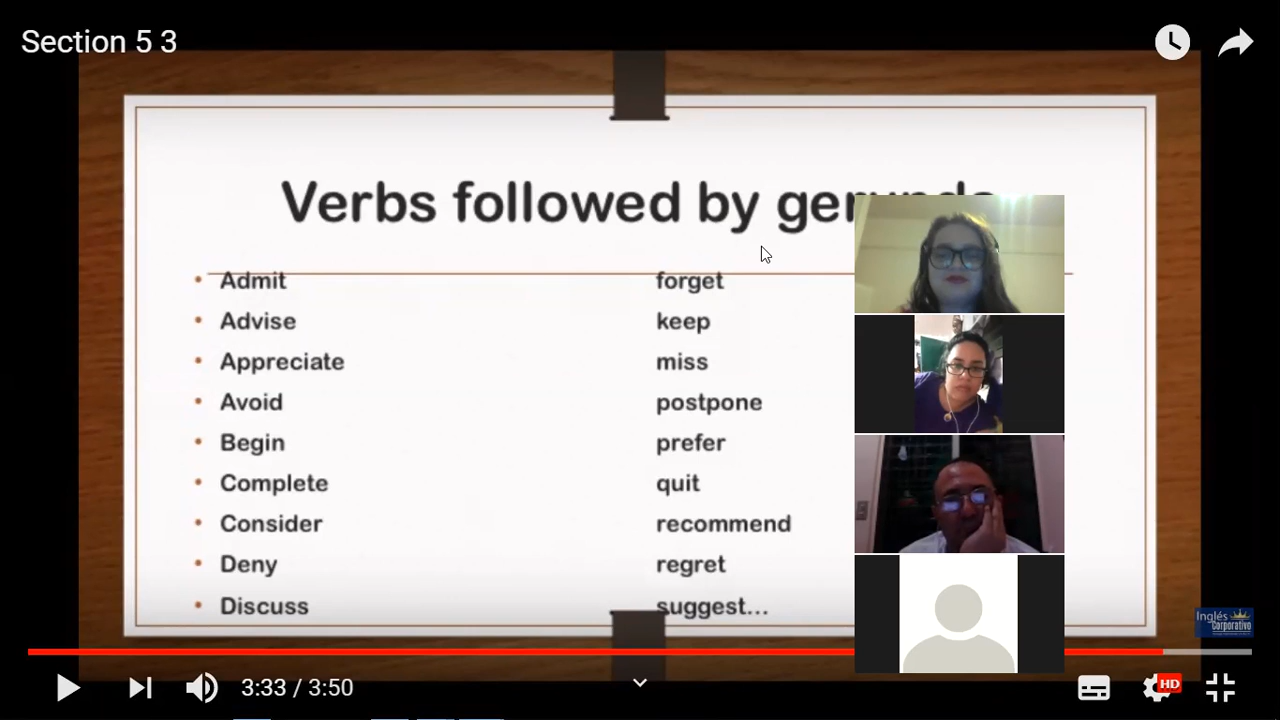 Section 5 3
Verbs followed by
Admit
Advise
Appreciate
Avoid
Begin
Complete
Consider
Deny
Discuss
forget
keep
miss
postpone
prefer
quit
recommend
regret
suggest...
Inglés
Corporativo
3:33 / 3:50
HD